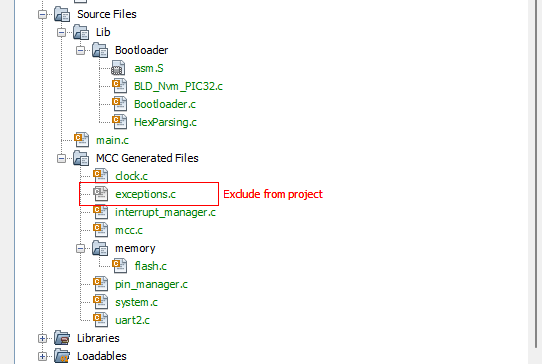 Source Files
Lib
Bootloader
asm.S
BLD_Nvm_PIC32.c
Bootloader.c
HexParsing.c
main.c
MCC Generated Files
clock.c
exceptions.c Exclude from project
interrupt_manager.c
mcc.c
memory
flash.c
pin_manager.c
system.c
uart2.c
Libraries
Loadables